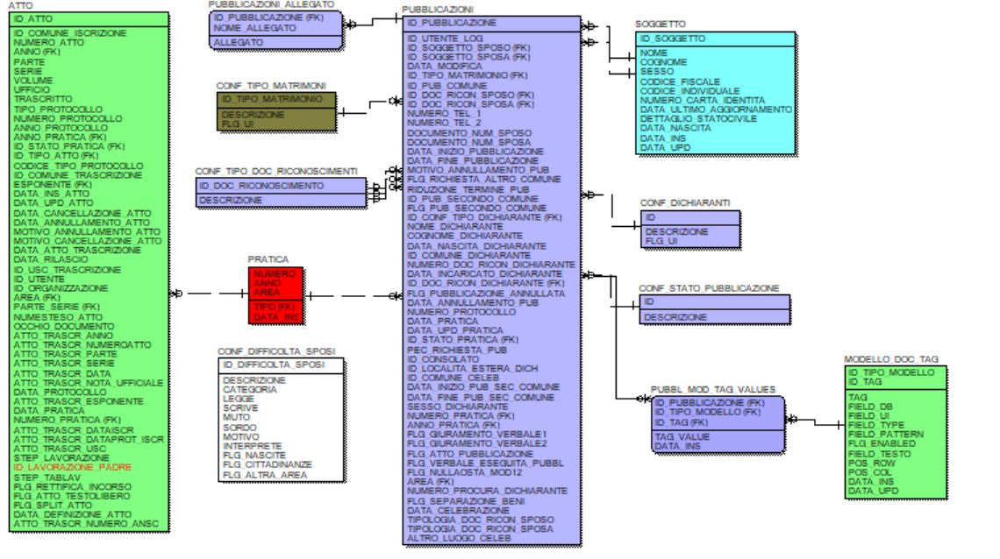 ATTO
ID_ATTO
ID_COMUNE_ISCRIZIONE
NUMERO_ATTO
ANNO (FK)
PARTE
SERIE
VOLUME
UFFICIO
TRASCRITTO
TIPO_PROTOCOLLO
NUMERO_PROTOCOLLO
ANNO_PROTOCOLLO
ANNO_PRATICA (FK)
ID_STATO_PRATICA (FK)
ID_TIPO_ATTO (FK)
CODICE_TIPO_PROTOCOLLO
ID_COMUNE_TRASCRIZIONE
ESPONENTE (FK)
DATA_INS_ATTO
DATA_UPD_ATTO
DATA_CANCELLAZIONE_ATTO
DATA_ANNULLAMENTO_ATTO
MOTIVO_ANNULLAMENTO_ATTO
MOTIVO_CANCELLAZIONE_ATTO
DATA_ATTO_TRASCRIZIONE
DATA_RILASCIO
ID_USC_TRASCRIZIONE
ID_UTENTE
ID_ORGANIZZAZIONE
AREA (FK)
PARTE_SERIE (FK)
NUMESTESO_ATTO
OCCHIO_DOCUMENTO
ATTO_TRASCR_ANNO
ATTO_TRASCR_NUMEROATTO
ATTO_TRASCR_PARTE
ATTO_TRASCR_SERIE
ATTO_TRASCR_DATA
ATTO_TRASCR_NOTA_UFFICIALE
DATA_PROTOCOLLO
ATTO_TRASCR_ESPONENTE
DATA_PRATICA
NUMERO_PRATICA (FK)
ATTO_TRASCR_DATAISCR
ATTO_TRASCR_DATAPROT_ISCR
ATTO_TRASCR_USC
STEP_LAVORAZIONE
ID_LAVORAZIONE_PADRE
STEP_TABLAV
FLG_RETTIFICA_INCORSO
FLG_ATTO_TESTOLIBERO
FLG_SPLIT_ATTO
DATA_DEFINIZIONE_ATTO
ATTO_TRASCR_NUMERO_ANSC
PUBBLICAZIONI_ALLEGATO
ID_PUBBLICAZIONE (FK)
NOME_ALLEGATO
ALLEGATO
CONF_TIPO_MATRIMONI
ID_TIPO_MATRIMONIO
DESCRIZIONE
FLG_UI
CONF_TIPO_DOC_RICONOSCIMENTI
ID_DOC_RICONOSCIMENTO
DESCRIZIONE
PRATICA
NUMERO
ANNO
AREA
TIPO (FK)
DATA_INS
CONF_DIFFICOLTA_SPOSI
ID_DIFFICOLTA_SPOSI
DESCRIZIONE
CATEGORIA
LEGGE
SCRIVE
MUTO
SORDO
MOTIVO
INTERPRETE
FLG_NASCITE
FLG_CITTADINANZE
FLG_ALTRA_AREA
PUBBLICAZIONI
ID_PUBBLICAZIONE
ID_UTENTE_LOG
ID_SOGGETTO_SPOSO (FK)
ID_SOGGETTO_SPOSA (FK)
DATA_MODIFICA
ID_TIPO_MATRIMONIO (FK)
ID_PUB_COMUNE
ID_DOC_RICON_SPOSO (FK)
ID_DOC_RICON_SPOSA (FK)
NUMERO_TEL_1
NUMERO_TEL_2
DOCUMENTO_NUM_SPOSO
DOCUMENTO_NUM_SPOSA
DATA_INIZIO_PUBBLICAZIONE
DATA_FINE_PUBBLICAZIONE
MOTIVO_ANNULLAMENTO_PUB
FLG_RICHIESTA_ALTRO_COMUNE
RIDUZIONE_TERMINE_PUB
ID_PUB_SECONDO_COMUNE
FLG_PUB_SECONDO_COMUNE
ID_CONF_TIPO_DICHIARANTE (FK)
NOME_DICHIARANTE
COGNOME_DICHIARANTE
DATA_NASCITA_DICHIARANTE
ID_COMUNE_DICHIARANTE
NUMERO_DOC_RICON_DICHIARANTE
DATA_INCARICATO_DICHIARANTE
ID_DOC_RICON_DICHIARANTE (FK)
FLG_PUBBLICAZIONE_ANNULLATA
DATA_ANNULLAMENTO_PUB
NUMERO_PROTOCOLLO
DATA_PRATICA
DATA_UPD_PRATICA
ID_STATO_PRATICA (FK)
PEC_RICHIESTA_PUB
ID_CONSOLATO
ID_LOCALITA_ESTERA_DICH
ID_COMUNE_CELEB
DATA_INIZIO_PUB_SEC_COMUNE
DATA_FINE_PUB_SEC_COMUNE
SESSO_DICHIARANTE
NUMERO_PRATICA (FK)
ANNO_PRATICA (FK)
FLG_GIURAMENTO_VERBALE1
FLG_GIURAMENTO_VERBALE2
FLG_ATTO_PUBBLICAZIONE
FLG_VERBALE_ESEGUITA_PUBBL
FLG_NULLAOSTA_MOD12
AREA (FK)
NUMERO_PROCURA_DICHIARANTE
FLG_SEPARAZIONE_BENI
DATA_CELEBRAZIONE
TIPOLOGIA_DOC_RICON_SPOSO
TIPOLOGIA_DOC_RICON_SPOSA
ALTRO_LUOGO_CELEB
SOGGETTO
ID_SOGGETTO
NOME
COGNOME
SESSO
CODICE_FISCALE
CODICE_INDIVIDUALE
NUMERO_CARTA_IDENTITA
DATA_ULTIMO_AGGIORNAMENTO
DETTAGLIO_STATOCIVILE
DATA_NASCITA
DATA_INS
DATA_UPD
CONF_DICHIARANTI
ID
DESCRIZIONE
FLG_UI
CONF_STATO_PUBBLICAZIONE
ID
DESCRIZIONE
PUBBL_MOD_TAG_VALUES
ID_PUBBLICAZIONE (FK)
ID_TIPO_MODELLO (FK)
ID_TAG (FK)
TAG_VALUE
DATA_INS
MODELLO_DOC_TAG
ID_TIPO_MODELLO
ID_TAG
TAG
FIELD_DB
FIELD_UI
FIELD_TYPE
FIELD_PATTERN
FLG_ENABLED
FIELD_TESTO
POS_ROW
POS_COL
DATA_INS
DATA_UPD